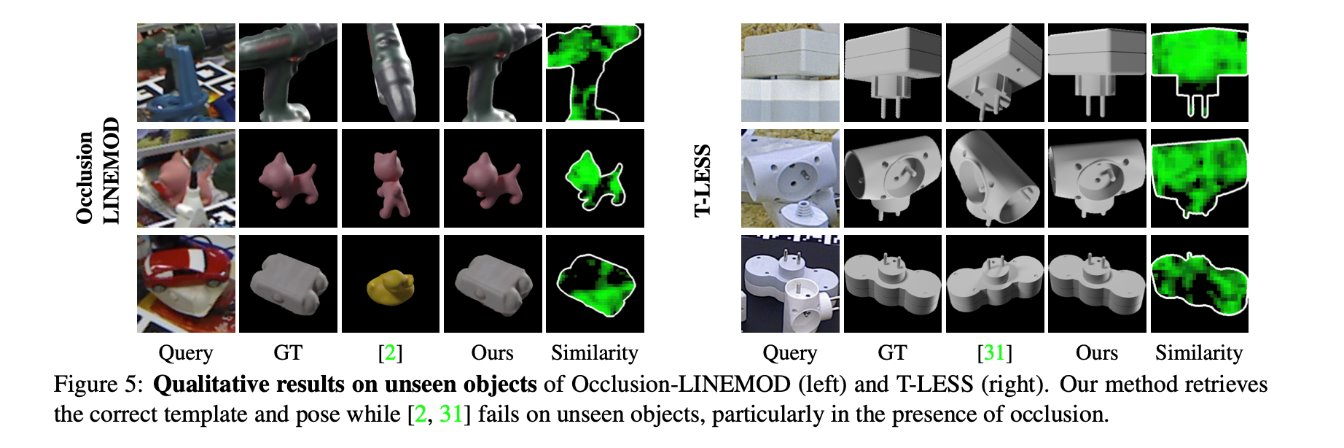 Occlusion
LINEMOD
T-LESS
Query GT [2] Ours Similarity
Query GT [31] Ours Similarity
Figure 5: Qualitative results on unseen objects of Occlusion-LINEMOD (left) and T-LESS (right). Our method retrieves
the correct template and pose while [2, 31] fails on unseen objects, particularly in the presence of occlusion.